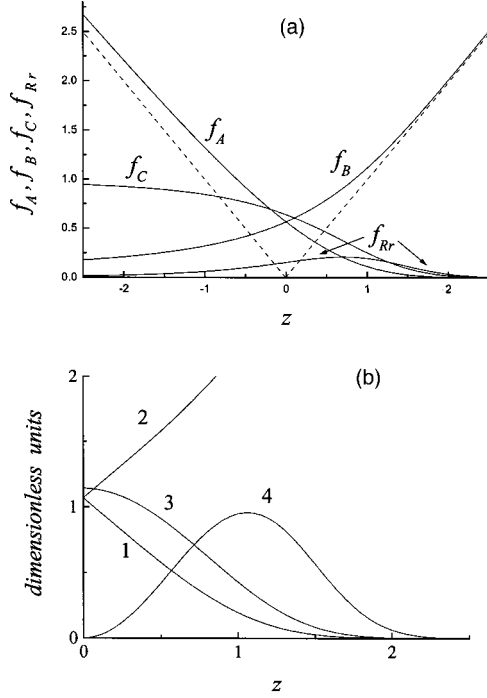 (a)
f_A, f_B, f_C, f_Rr
2.5
2.0
1.5
1.0
0.5
0.0
f_A
f_B
f_C
f_Rr
-2 -1 0 1 2
z
(b)
dimensionless units
2
1
0
2
3
4
1
0 1 2
z